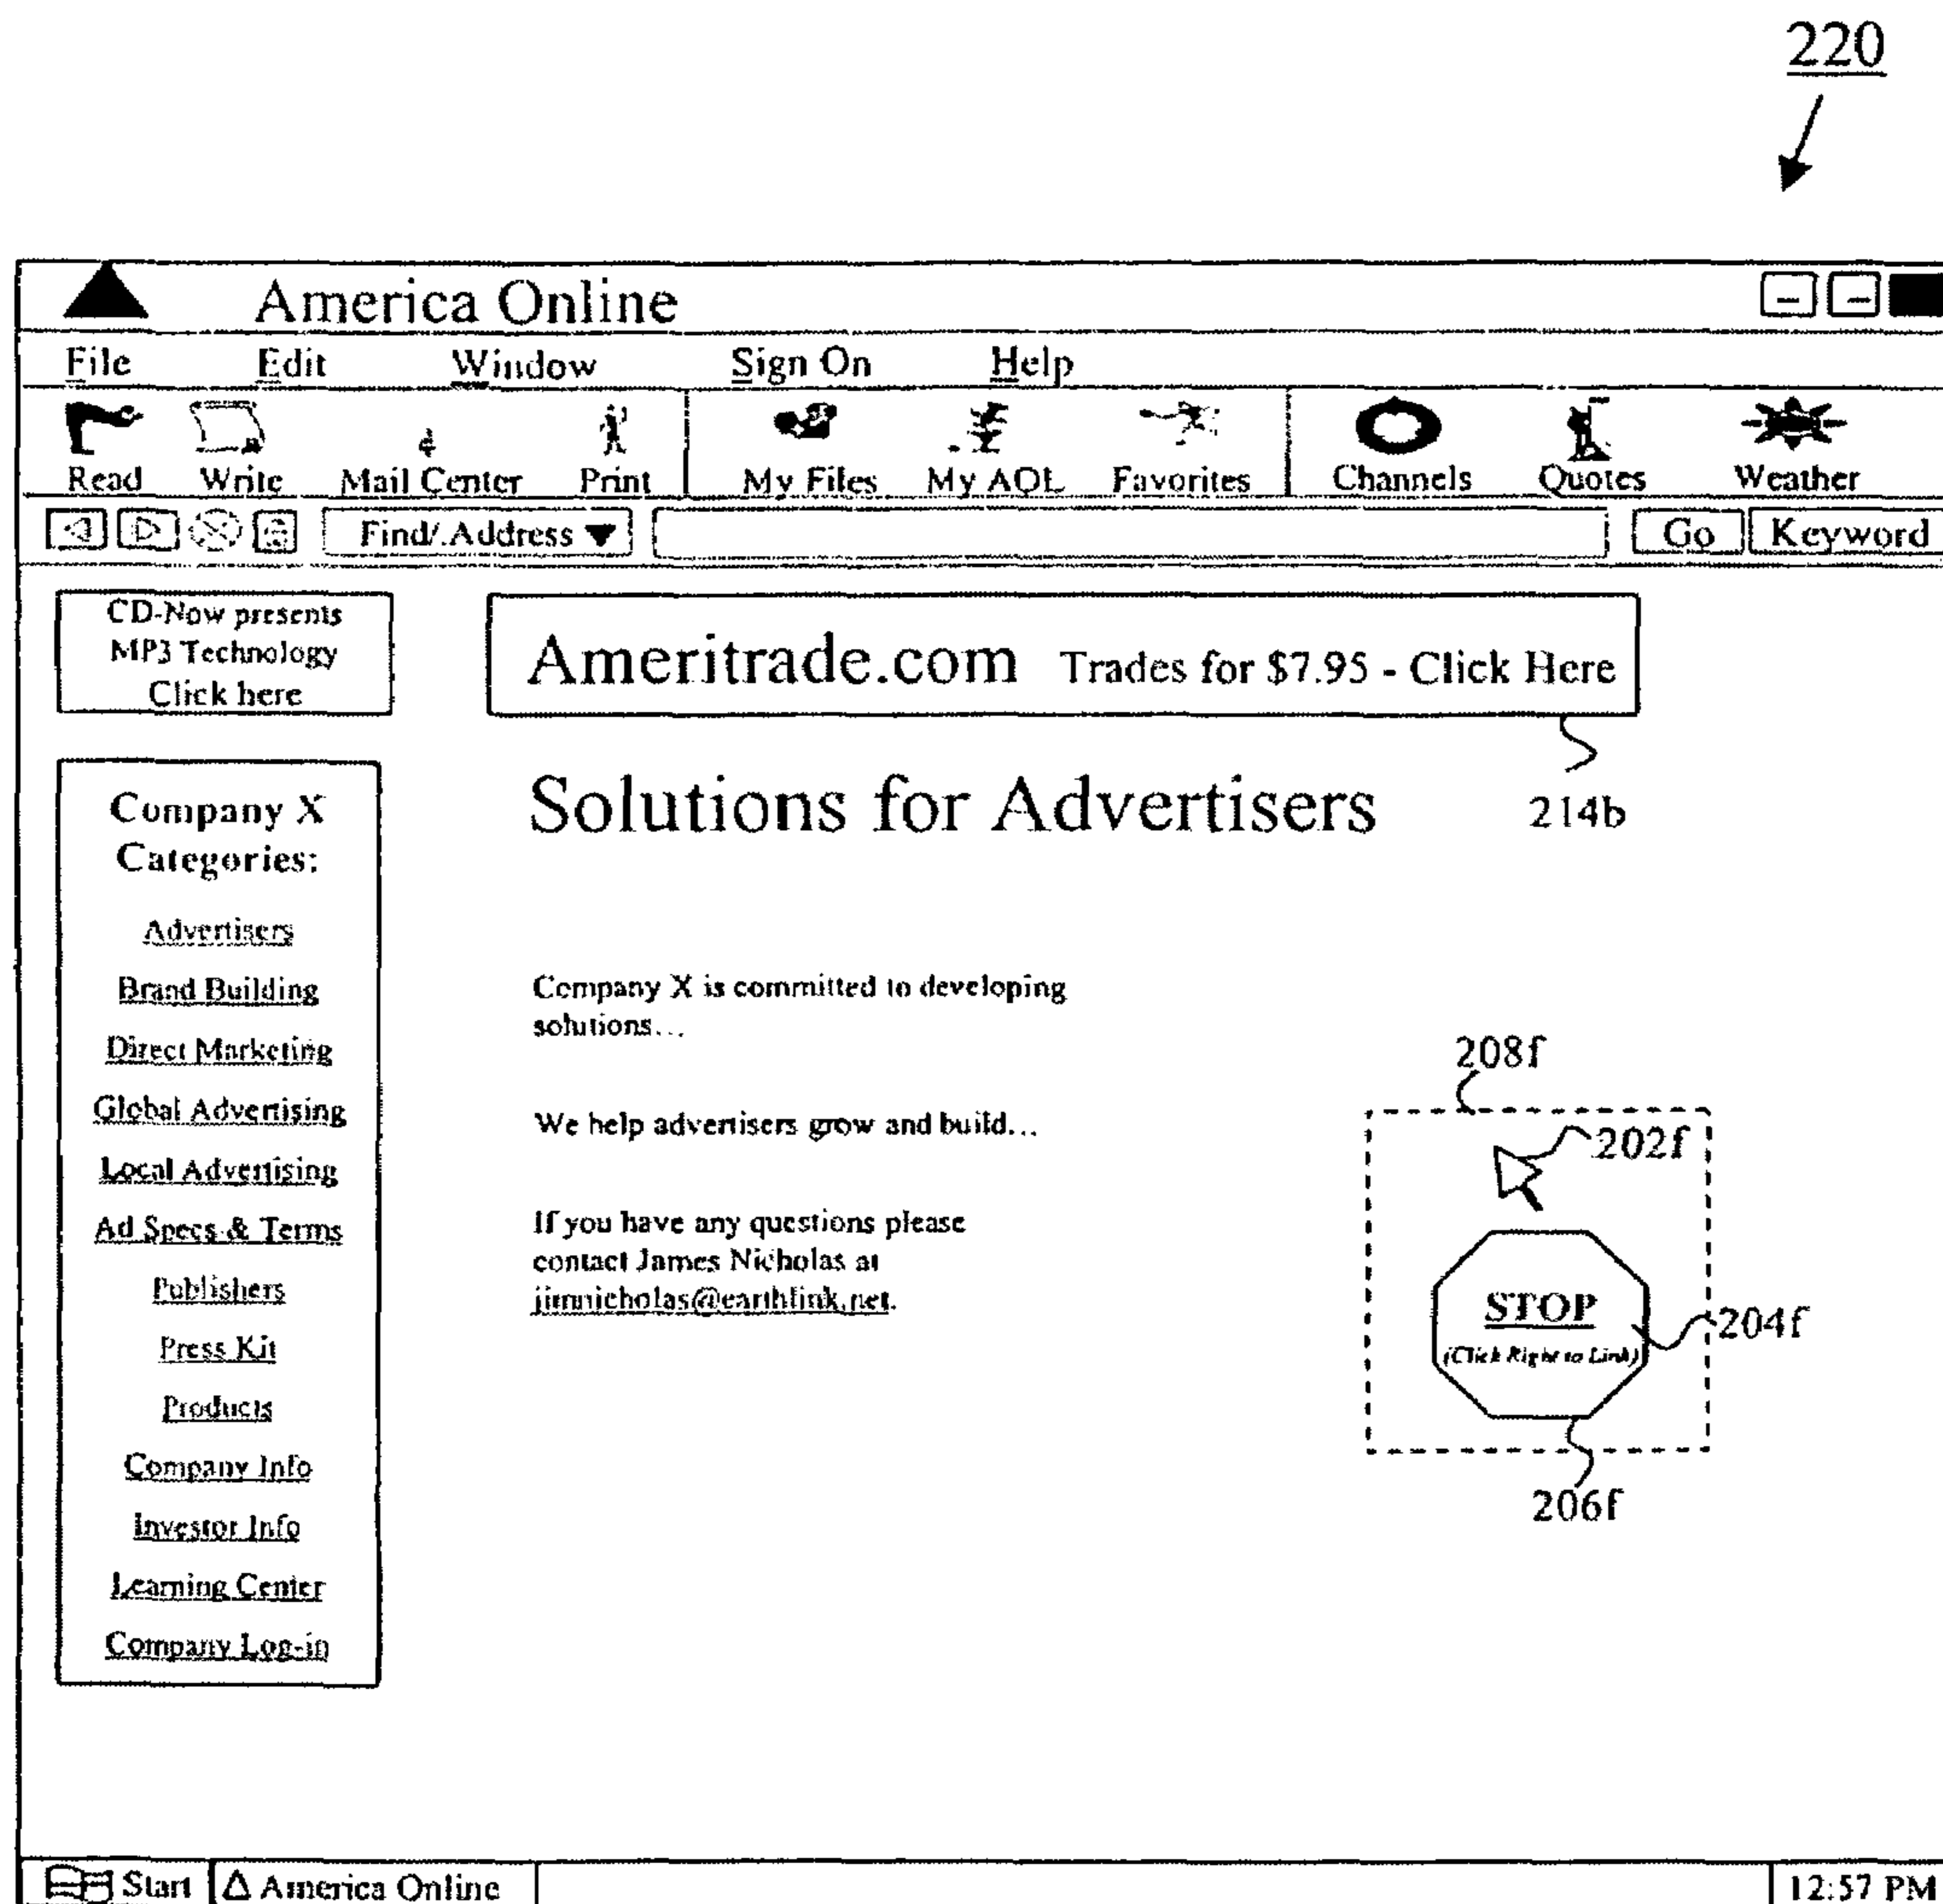 220
America Online
File Edit Window Sign On Help
Read Write Mail Center Print My Files My AOL Favorites Channels Quotes Weather
Find/.Address Go Keyword
CD-Now presents
MP3 Technology
Click here
Ameritrade.com Trades for $7.95 - Click Here
214b
Company X
Categories:
Advertisers
Brand Building
Direct Marketing
Global Advertising
Local Advertising
Ad Specs & Terms
Publishers
Press Kit
Products
Company Info
Investor Info
Learning Center
Company Log-in
Solutions for Advertisers
Company X is committed to developing
solutions...
We help advertisers grow and build...
If you have any questions please
contact James Nicholas at
jimnicholas@earthlink.net.
208f
202f
STOP
(Click Right to Link)
204f
206f
Start America Online 12:57 PM